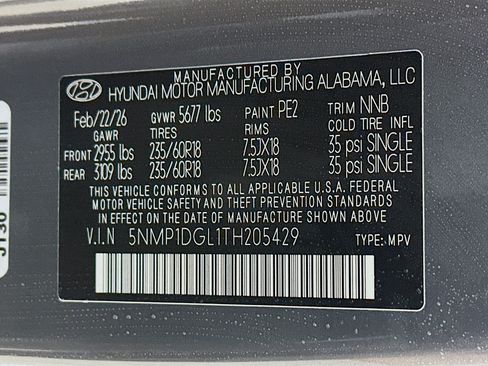 MANUFACTURED BY
HYUNDAI MOTOR MANUFACTURING ALABAMA, LLC
Feb/22/26 GVWR 5677 lbs PAINT PE2 TRIM NNB
GAWR TIRES RIMS COLD TIRE INFL
FRONT 2955 lbs 235/60R18 7.5JX18 35 psi SINGLE
REAR 3109 lbs 235/60R18 7.5JX18 35 psi SINGLE
THIS VEHICLE CONFORMS TO ALL APPLICABLE U.S.A. FEDERAL
MOTOR VEHICLE SAFETY AND THEFT PREVENTION STANDARDS
IN EFFECT ON THE DATE OF MANUFACTURE SHOWN ABOVE.
V.I.N 5NMP1DGL1TH205429 TYPE: MPV